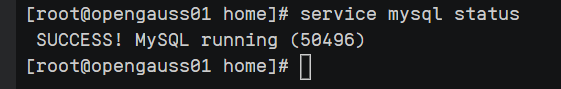 [root@opengauss01 home]# service mysql status
SUCCESS! MySQL running (50496)
[root@opengauss01 home]#